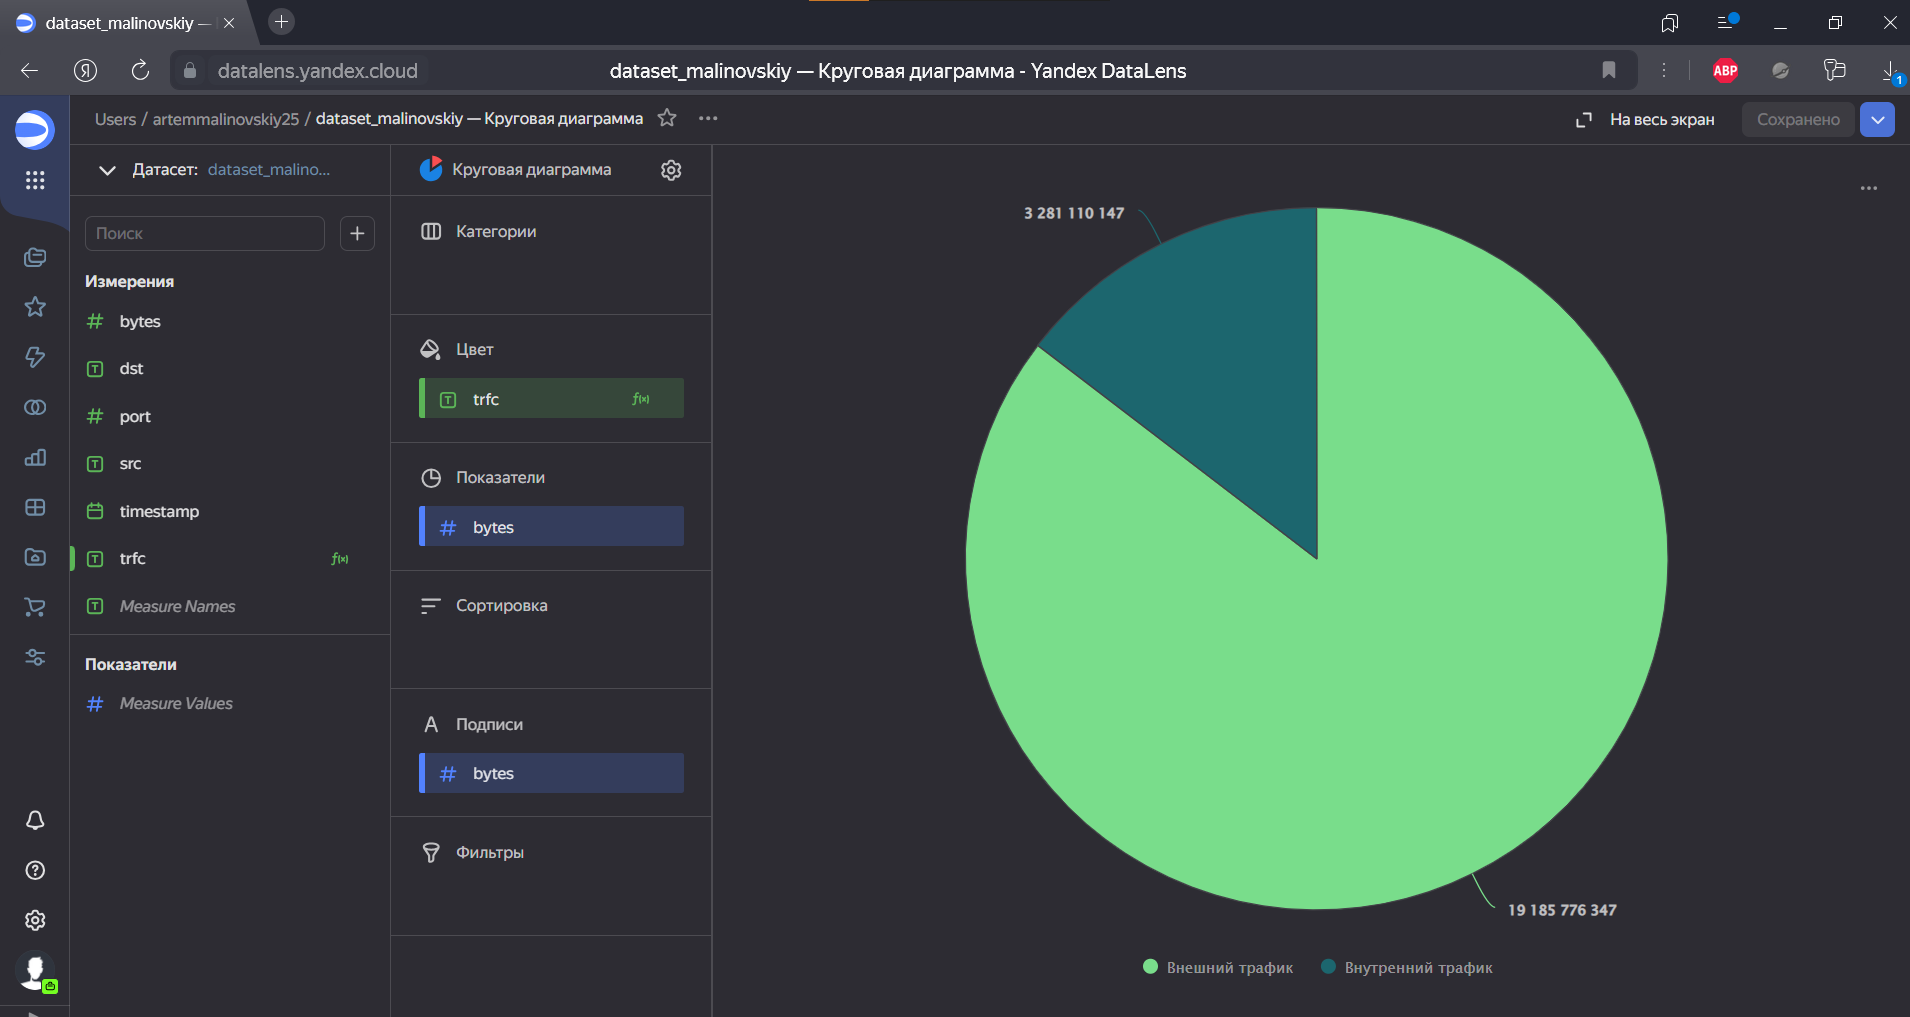 dataset_malinovskiy —
datalens.yandex.cloud
dataset_malinovskiy — Круговая диаграмма - Yandex DataLens
ABP
1
Users / artemmalinovskiy25 / dataset_malinovskiy — Круговая диаграмма
На весь экран
Сохранено
Датасет: dataset_malino...
Поиск
Измерения
bytes
dst
port
src
timestamp
trfc
f(x)
Measure Names
Показатели
Measure Values
Круговая диаграмма
Категории
Цвет
trfc
f(x)
Показатели
bytes
Сортировка
Подписи
bytes
Фильтры
3 281 110 147
19 185 776 347
Внешний трафик
Внутренний трафик